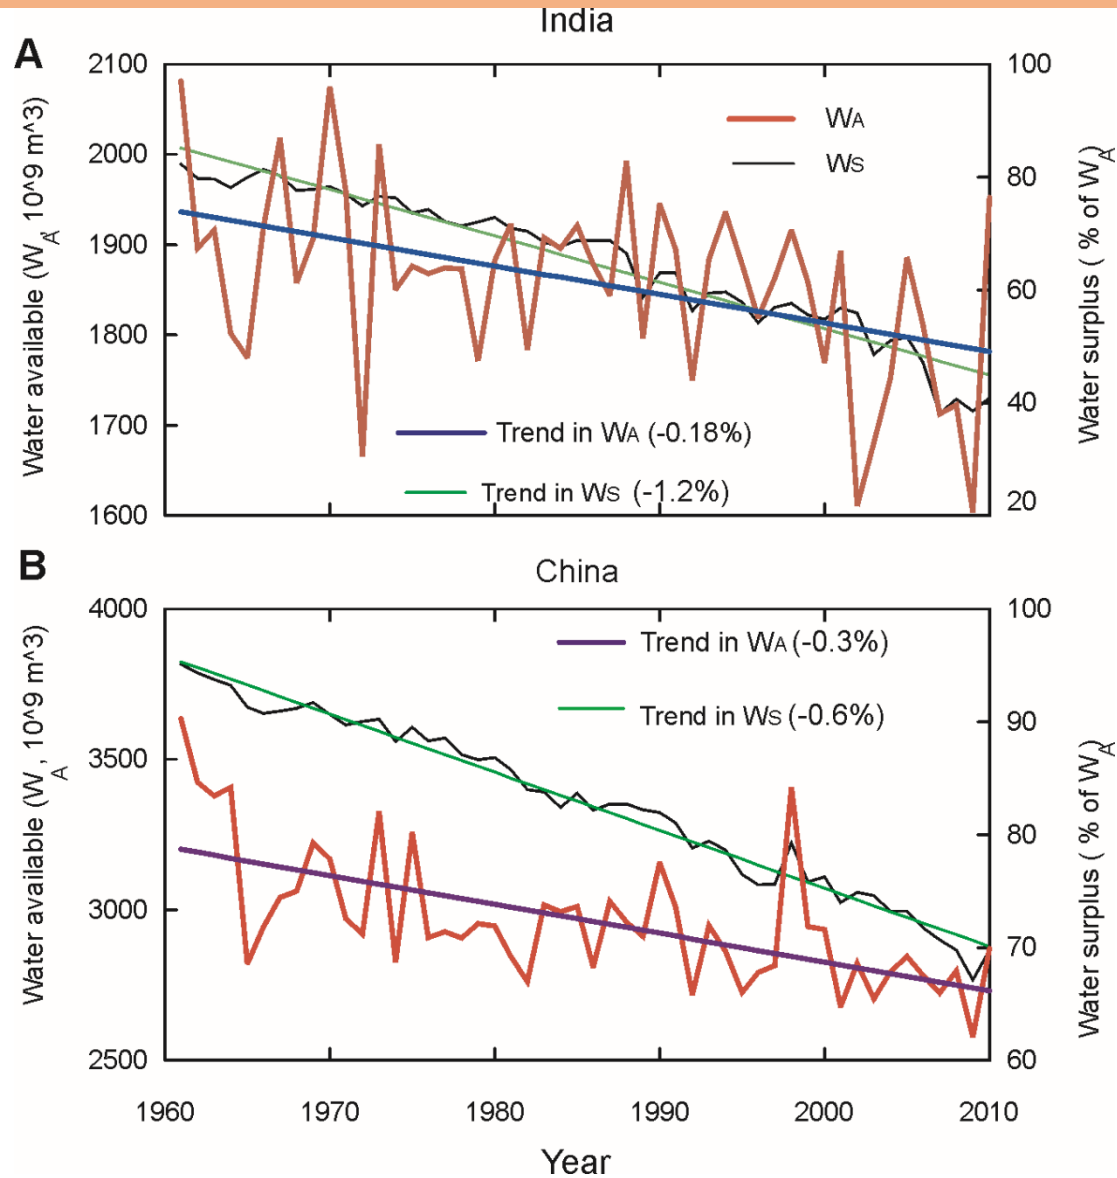 India
A
2100
2000
1900
1800
1700
1600
Water available (WA, 10^9 m^3)
100
80
60
40
20
Water surplus ( % of WA)
WA
WS
Trend in WA (-0.18%)
Trend in WS (-1.2%)
B
China
4000
3500
3000
2500
Water available (WA, 10^9 m^3)
100
90
80
70
60
Water surplus ( % of WA)
Trend in WA (-0.3%)
Trend in WS (-0.6%)
1960 1970 1980 1990 2000 2010
Year